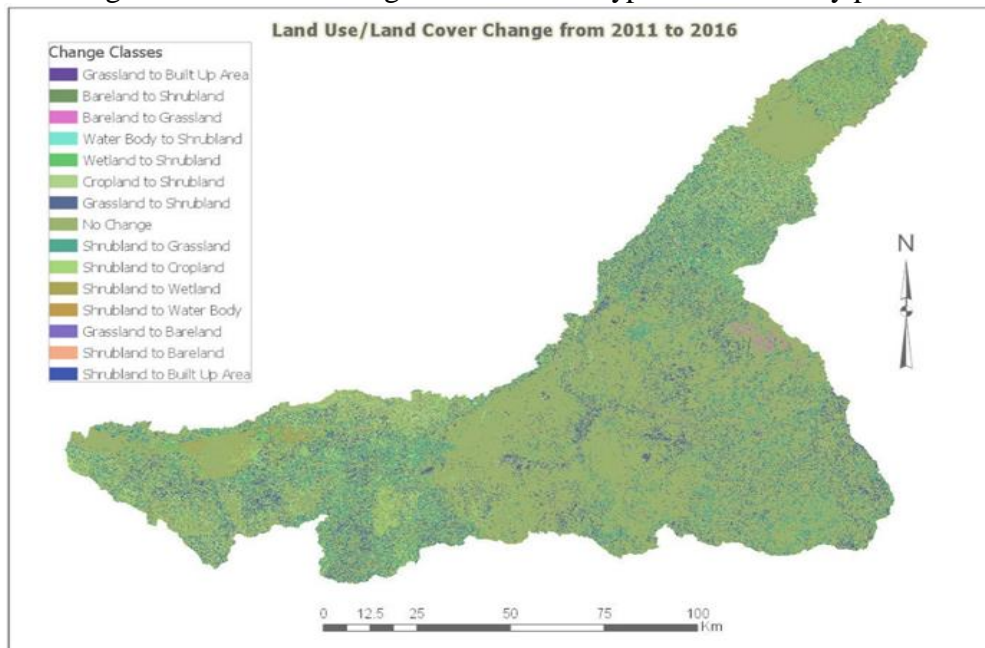 Land Use/Land Cover Change from 2011 to 2016
Change Classes
Grassland to Built Up Area
Bareland to Shrubland
Bareland to Grassland
Water Body to Shrubland
Wetland to Shrubland
Cropland to Shrubland
Grassland to Shrubland
No Change
Shrubland to Grassland
Shrubland to Cropland
Shrubland to Wetland
Shrubland to Water Body
Grassland to Bareland
Shrubland to Bareland
Shrubland to Built Up Area
N
0 12.5 25 50 75 100
Km